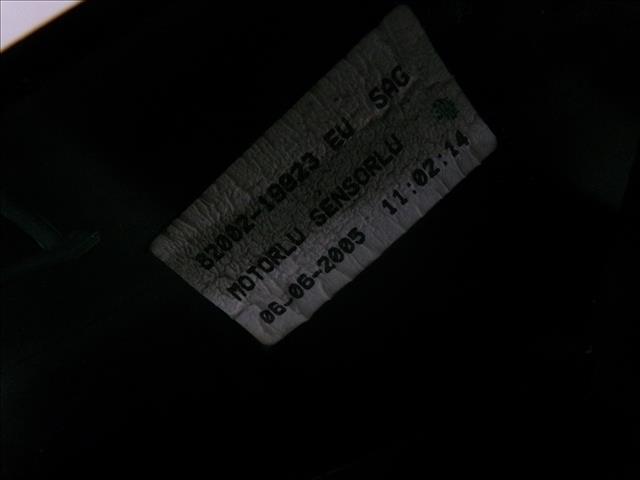 82002-19823 EU SAG
MOTORLU SENSORLU
06-06-2005 11:02:14